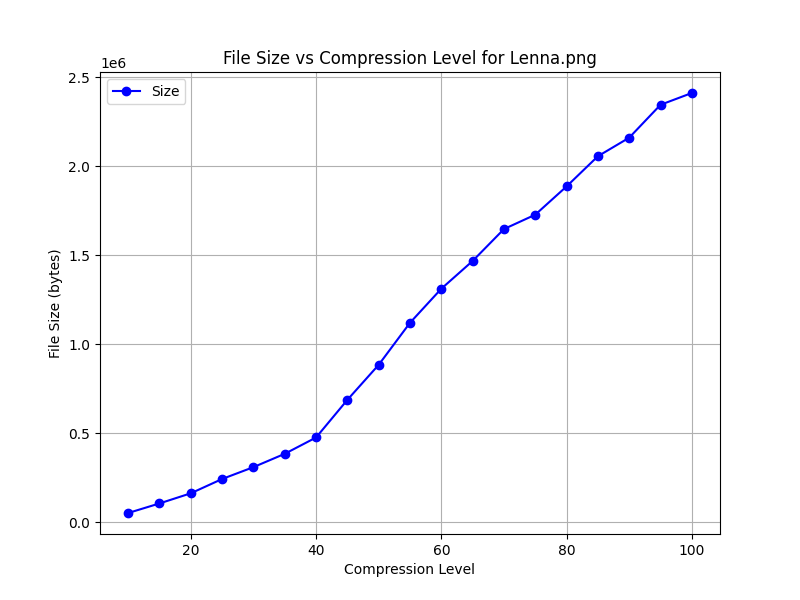 File Size vs Compression Level for Lenna.png
1e6
Size
2.5
2.0
1.5
1.0
0.5
0.0
File Size (bytes)
20 40 60 80 100
Compression Level